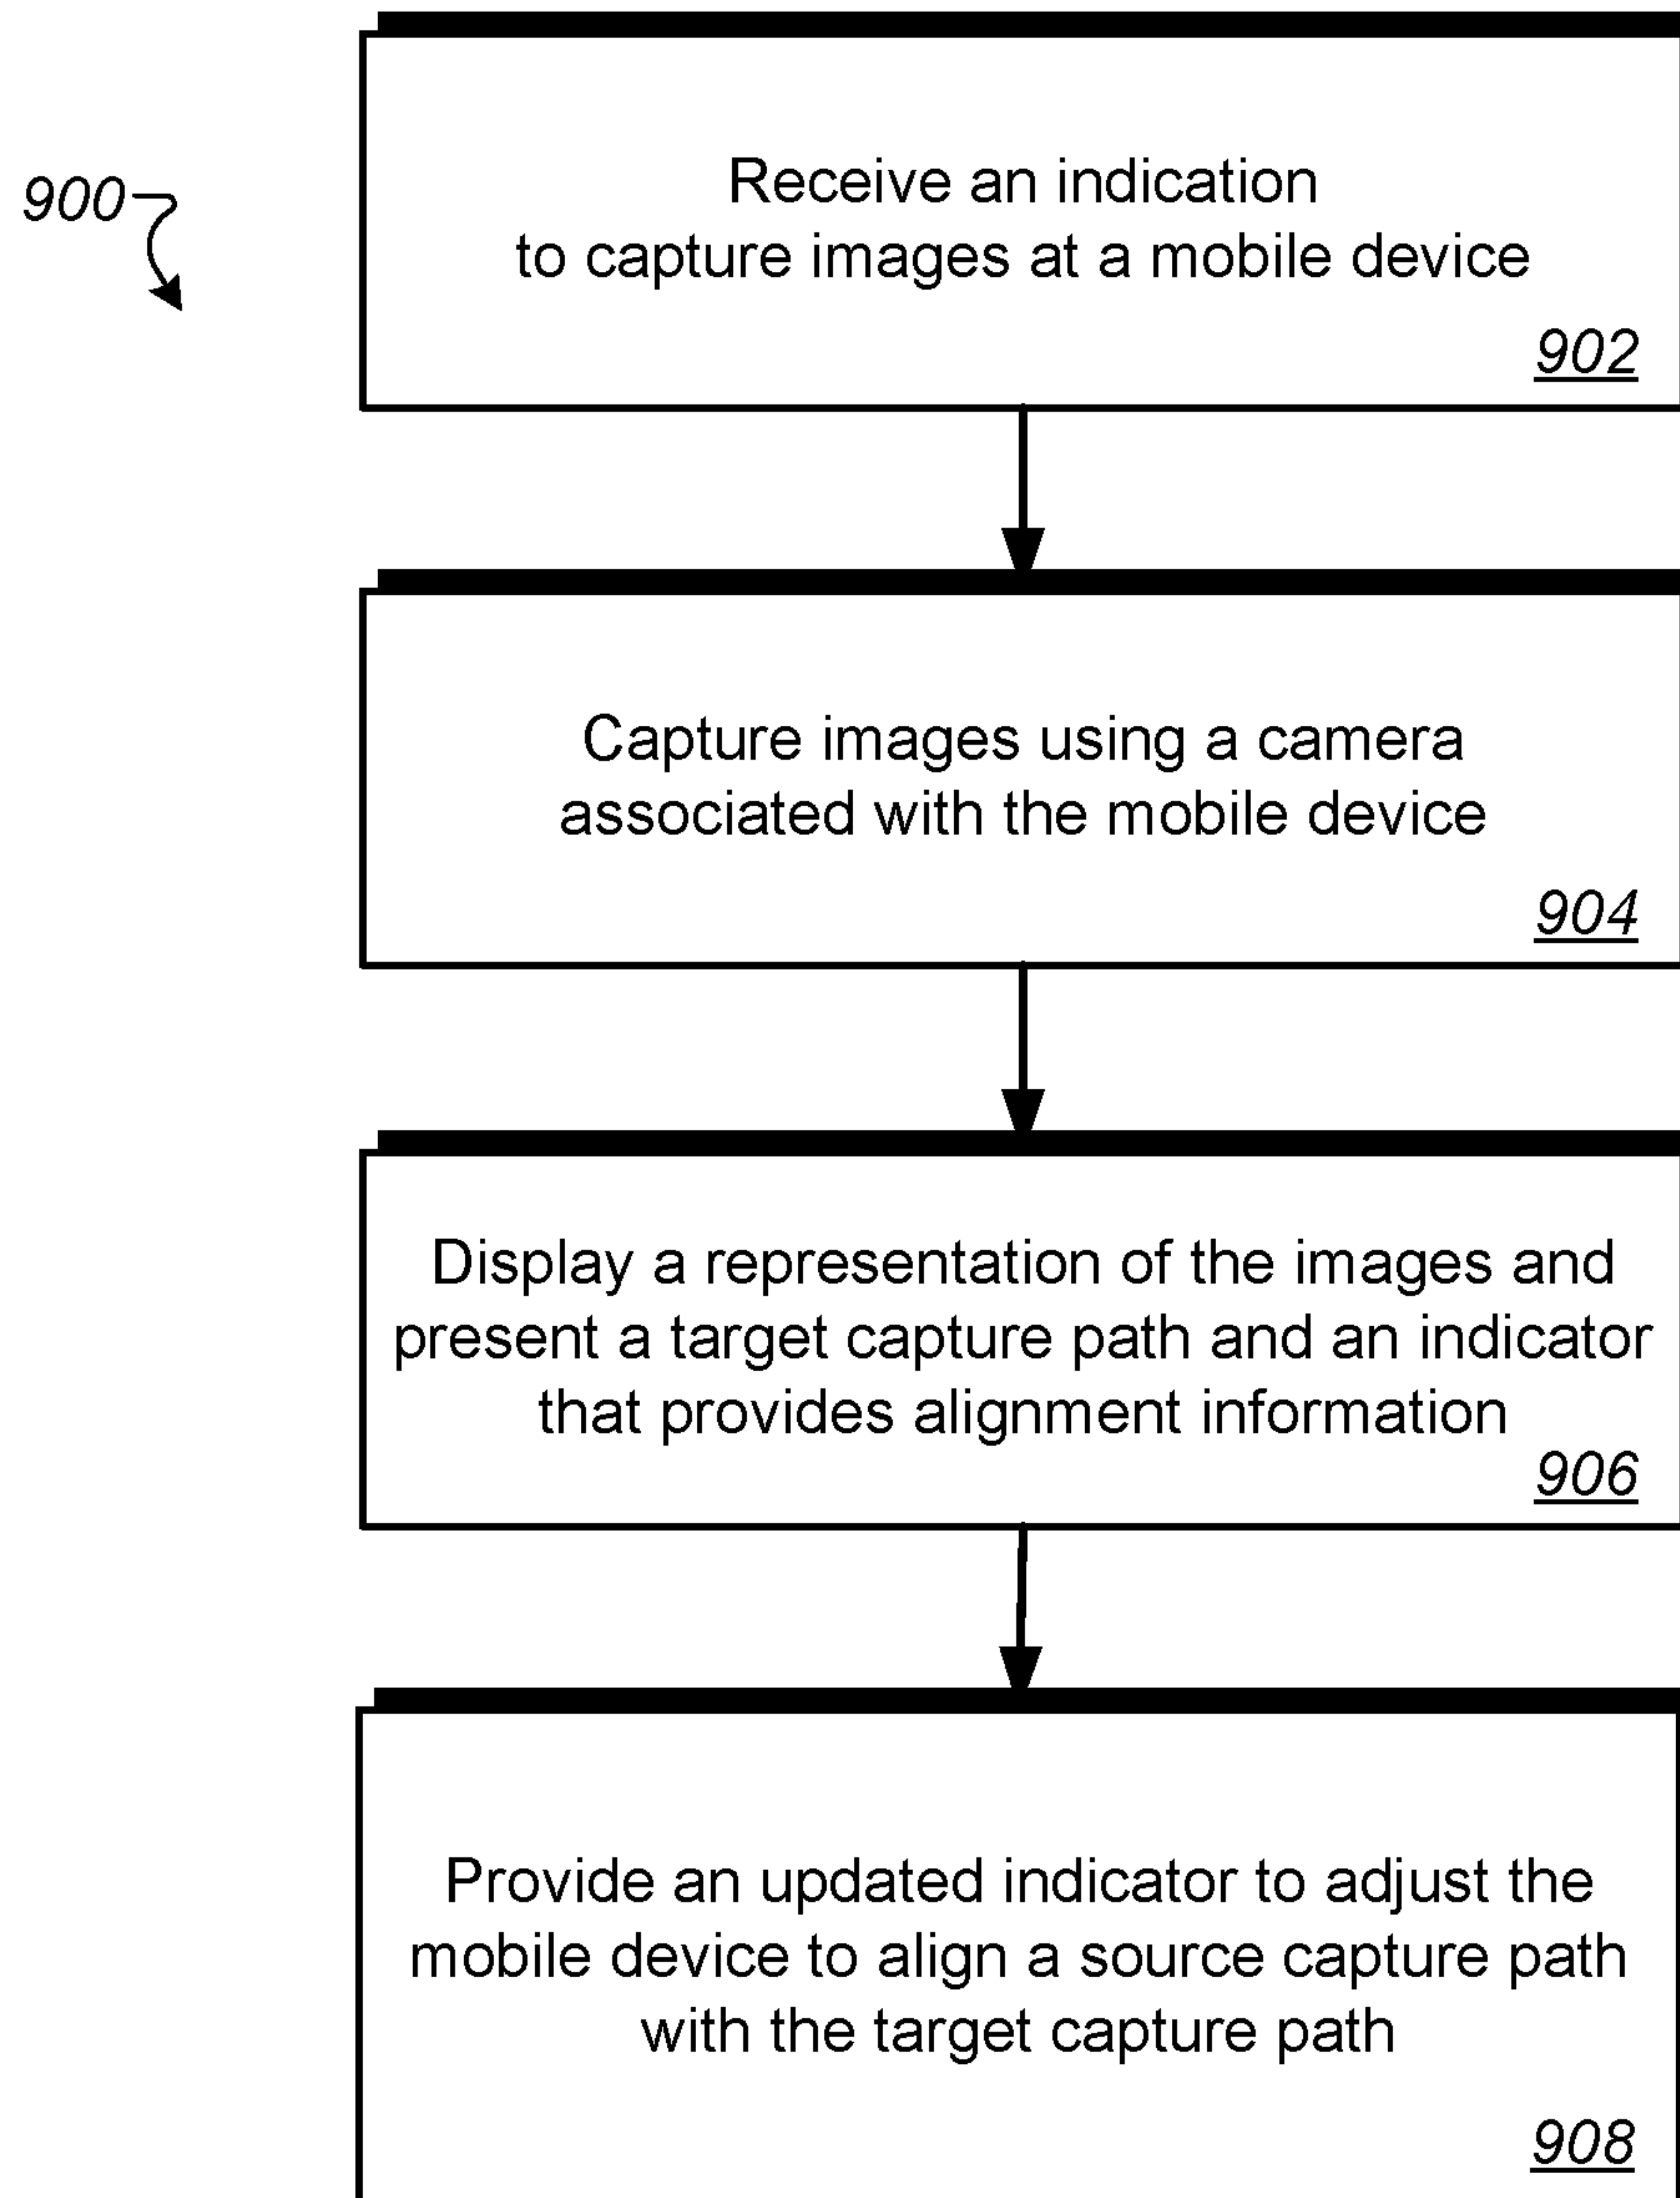 900
Receive an indication
to capture images at a mobile device
902
Capture images using a camera
associated with the mobile device
904
Display a representation of the images and
present a target capture path and an indicator
that provides alignment information
906
Provide an updated indicator to adjust the
mobile device to align a source capture path
with the target capture path
908